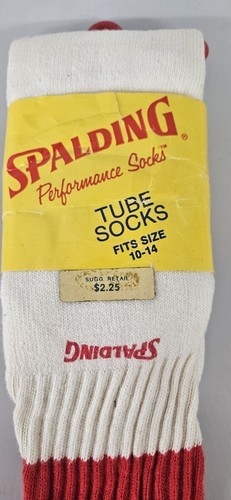 SPALDING®
Performance Socks™
TUBE
SOCKS
FITS SIZE
10-14
SUGG. RETAIL
$2.25
SPALDING